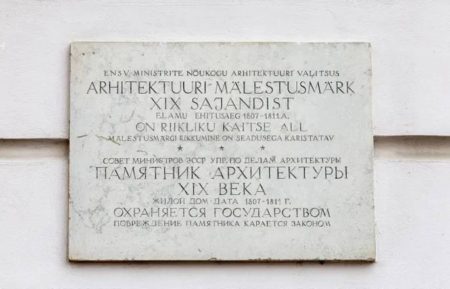 ENSV MINISTRITE NÕUKOGU ARHITEKTUURI VALITSUS
ARHITEKTUURI-MÄLESTUSMÄRK
XIX SAJANDIST
ELAMU EHITUSAEG 1807-1811.A.
ON RIIKLIKU KAITSE ALL
MÄLESTUSMÄRGI RIKKUMINE ON SEADUSEGA KARISTATAV
* * *
СОВЕТ МИНИСТРОВ ЭССР УПР. ПО ДЕЛАМ АРХИТЕКТУРЫ
ПАМЯТНИК АРХИТЕКТУРЫ
XIX ВЕКА
ЖИЛОЙ ДОМ ДАТА 1807-1811 Г.
ОХРАНЯЕТСЯ ГОСУДАРСТВОМ
ПОВРЕЖДЕНИЕ ПАМЯТНИКА КАРАЕТСЯ ЗАКОНОМ